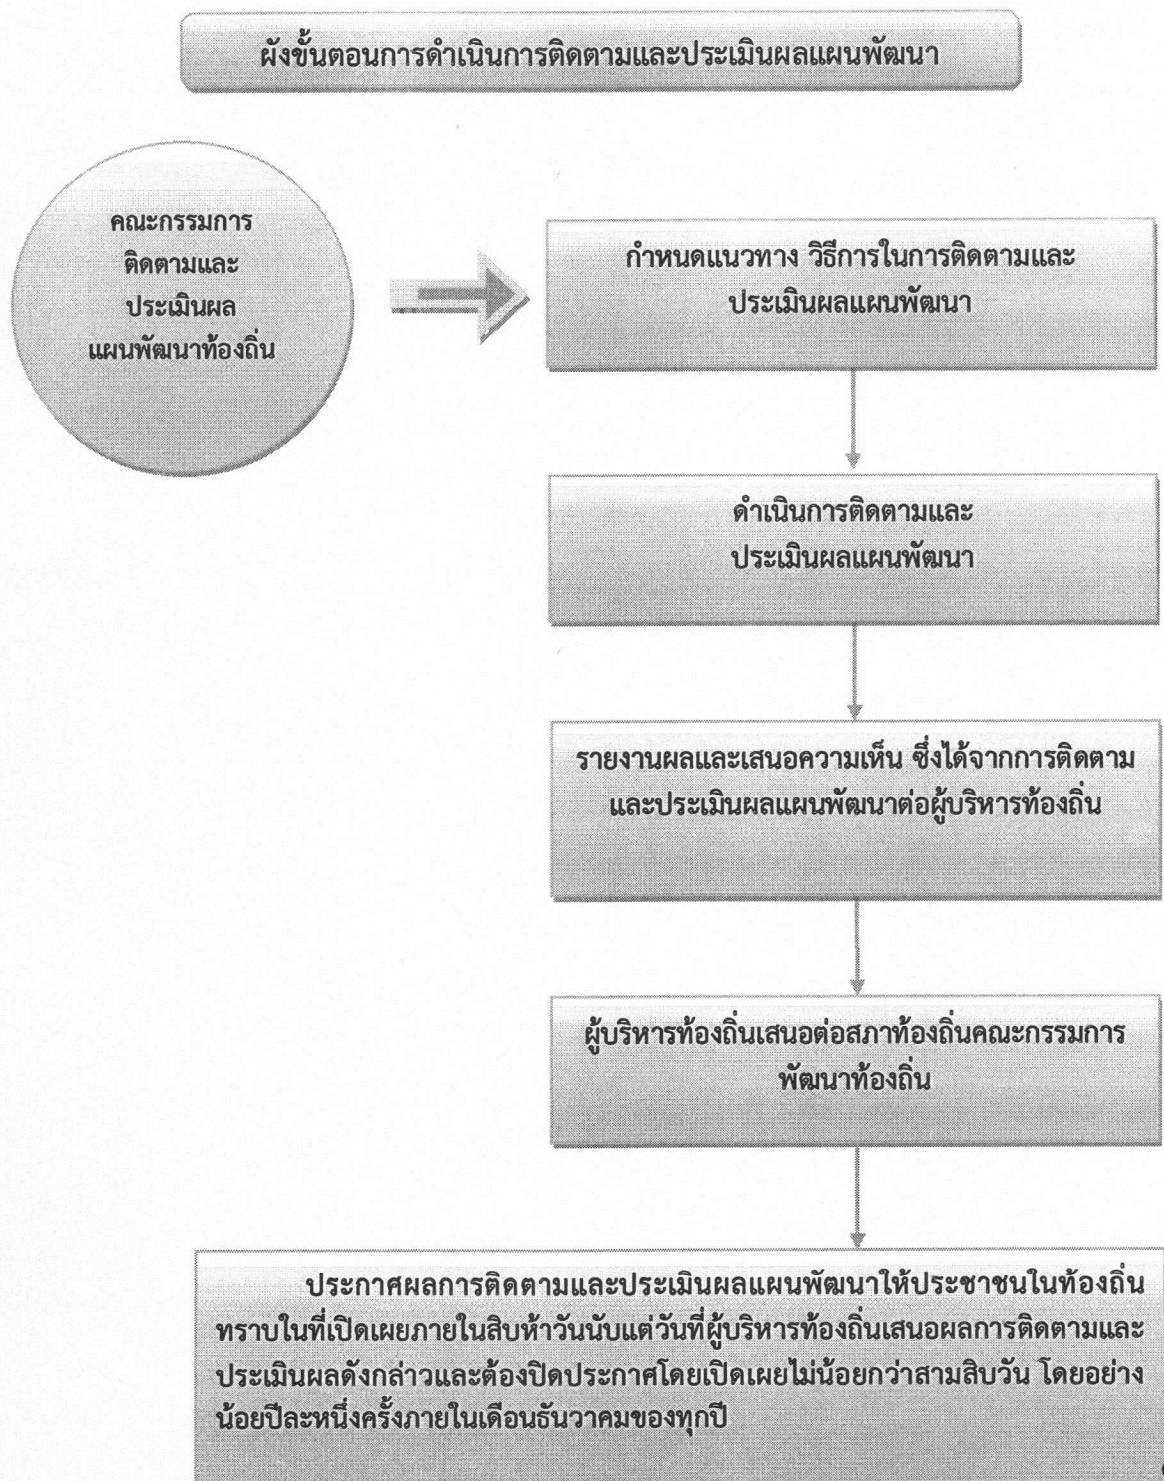 ผังขั้นตอนการดำเนินการติดตามและประเมินผลแผนพัฒนา
คณะกรรมการ
ติดตามและ
ประเมินผล
แผนพัฒนาท้องถิ่น
กำหนดแนวทาง วิธีการในการติดตามและ
ประเมินผลแผนพัฒนา
ดำเนินการติดตามและ
ประเมินผลแผนพัฒนา
รายงานผลและเสนอความเห็น ซึ่งได้จากการติดตาม
และประเมินผลแผนพัฒนาต่อผู้บริหารท้องถิ่น
ผู้บริหารท้องถิ่นเสนอต่อสภาท้องถิ่นคณะกรรมการ
พัฒนาท้องถิ่น
ประกาศผลการติดตามและประเมินผลแผนพัฒนาให้ประชาชนในท้องถิ่น
ทราบในที่เปิดเผยภายในสิบห้าวันนับแต่วันที่ผู้บริหารท้องถิ่นเสนอผลการติดตามและ
ประเมินผลดังกล่าวและต้องปิดประกาศโดยเปิดเผยไม่น้อยกว่าสามสิบวัน โดยอย่าง
น้อยปีละหนึ่งครั้งภายในเดือนธันวาคมของทุกปี